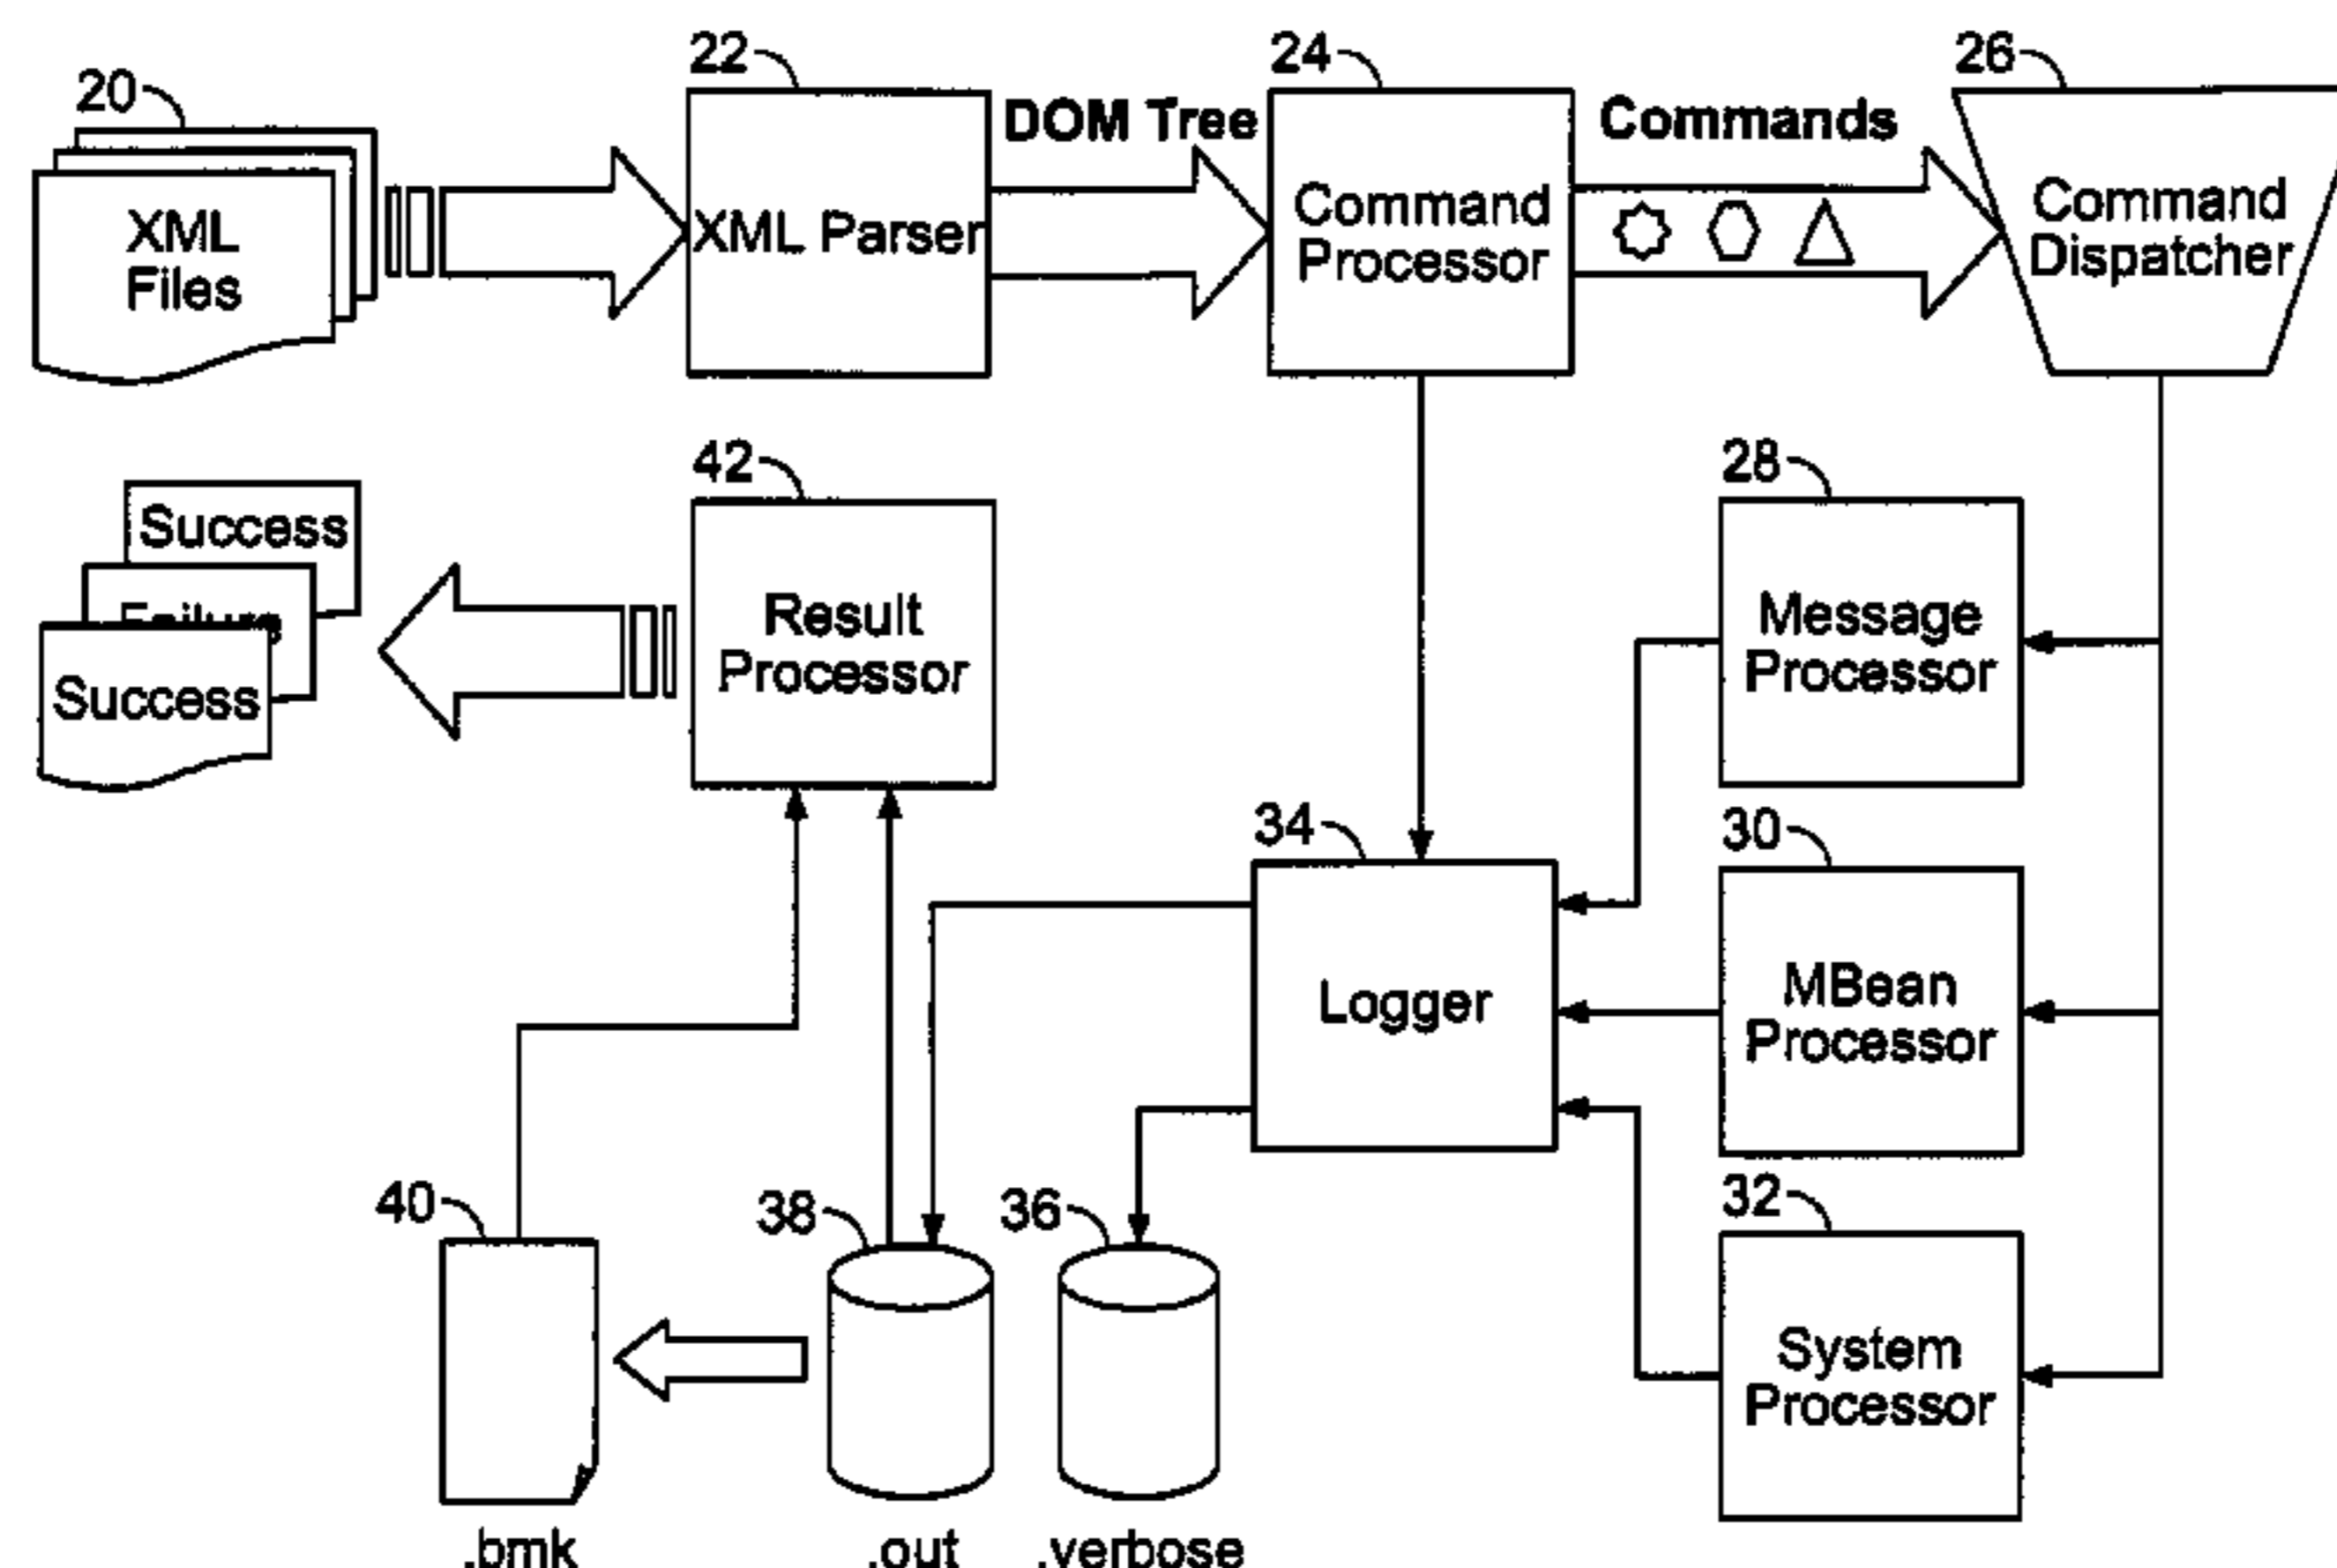 20
22
24
26
DOM Tree
Commands
XML
Files
XML Parser
Command
Processor
Command
Dispatcher
42
28
Success
Failure
Success
Result
Processor
Message
Processor
34
30
Logger
MBean
Processor
40
38
36
32
System
Processor
.bmk
.out
.verbose